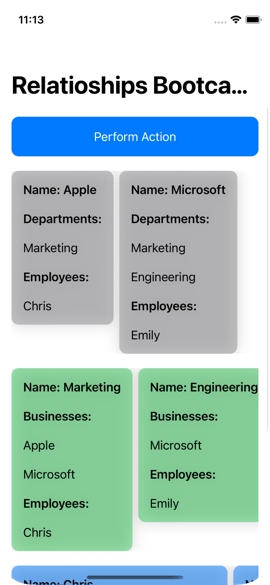 11:13
Relatioships Bootca...
Perform Action
Name: Apple
Departments:
Marketing
Employees:
Chris
Name: Microsoft
Departments:
Marketing
Engineering
Employees:
Emily
Name: Marketing
Businesses:
Apple
Microsoft
Employees:
Chris
Name: Engineering
Businesses:
Microsoft
Employees:
Emily
Name: Chris